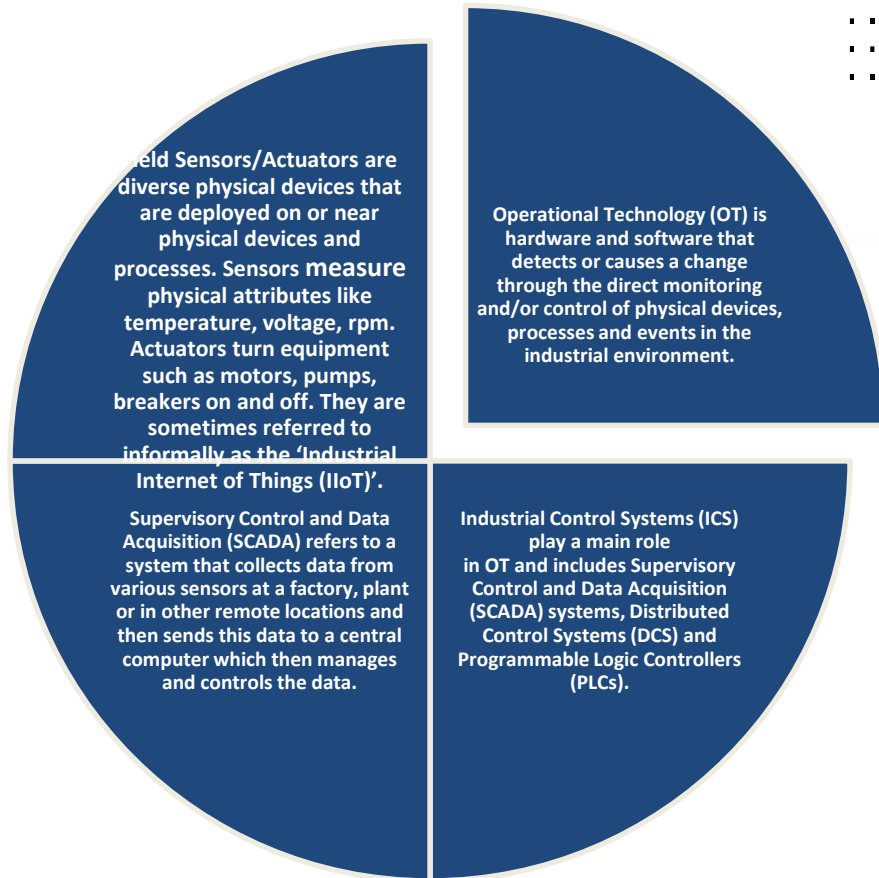 ield Sensors/Actuators are
diverse physical devices that
are deployed on or near
physical devices and
processes. Sensors measure
physical attributes like
temperature, voltage, rpm.
Actuators turn equipment
such as motors, pumps,
breakers on and off. They are
sometimes referred to
informally as the ‘Industrial
Internet of Things (IIoT)’.
Operational Technology (OT) is
hardware and software that
detects or causes a change
through the direct monitoring
and/or control of physical devices,
processes and events in the
industrial environment.
Supervisory Control and Data
Acquisition (SCADA) refers to a
system that collects data from
various sensors at a factory, plant
or in other remote locations and
then sends this data to a central
computer which then manages
and controls the data.
Industrial Control Systems (ICS)
play a main role
in OT and includes Supervisory
Control and Data Acquisition
(SCADA) systems, Distributed
Control Systems (DCS) and
Programmable Logic Controllers
(PLCs).